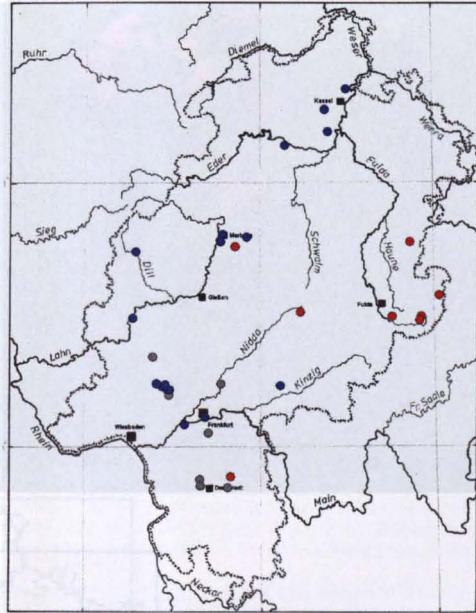 Ruhr
Diemel
Weser
Kassel
Werra
Eder
Fulda
Sieg
Schwalm
Haune
Dill
Gießen
Fulda
Nidda
Lahn
Kinzig
Rhein
Frankfurt
Wiesbaden
Fr. Saale
Main
Neckar